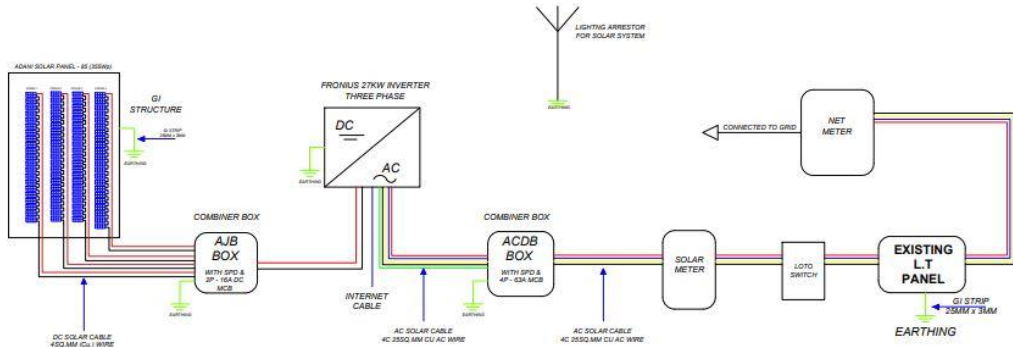 LIGHTNG ARRESTOR
FOR SOLAR SYSTEM
EARTHING
ADANI SOLAR PANEL - 85 (355Wp)
GI
STRUCTURE
GI STRIP
25MM x 3MM
EARTHING
FRONIUS 27KW INVERTER
THREE PHASE
DC
AC
EARTHING
NET
METER
CONNECTED TO GRID
COMBINER BOX
AJB
BOX
WITH SPD &
2P - 16A DC
MCB
EARTHING
DC SOLAR CABLE
4SQ.MM (Cu.) WIRE
INTERNET
CABLE
AC SOLAR CABLE
4C 25SQ.MM CU AC WIRE
COMBINER BOX
ACDB
BOX
WITH SPD &
4P - 63A MCB
EARTHING
AC SOLAR CABLE
4C 25SQ.MM CU AC WIRE
SOLAR
METER
LOTO
SWITCH
EXISTING
L.T
PANEL
GI STRIP
25MM x 3MM
EARTHING